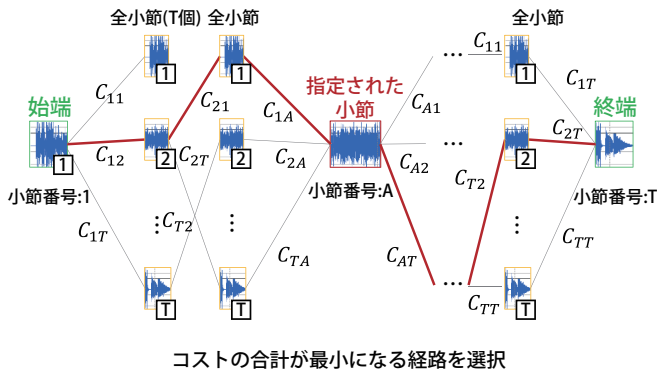 全小節(T個) 全小節
全小節
1
1
… C₁₁
1
C₁₁
C₂₁
C₁ₜ
指定された
小節
C₁A
CA₁
始端
終端
1
C₁₂
2
C₂T
2
C₂A
CA₂
…
CT₂
2
C₂T
小節番号:1
小節番号:A
小節番号:T
C₁T
⋮
CT₂
⋮
CTA
CAT
⋮
CTT
T
T
…
CTT
T
コストの合計が最小になる経路を選択